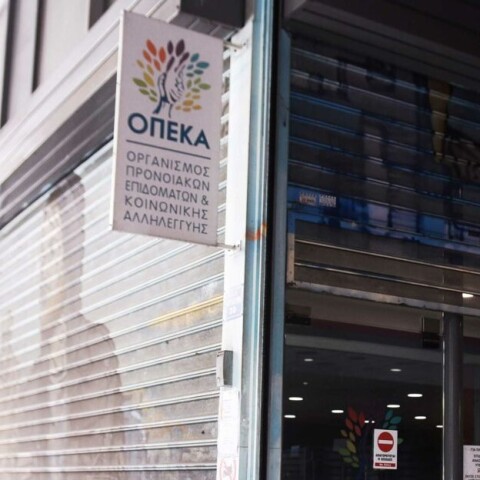 ΟΠΕΚΑ
ΟΡΓΑΝΙΣΜΟΣ
ΠΡΟΝΟΙΑΚΩΝ
ΕΠΙΔΟΜΑΤΩΝ &
ΚΟΙΝΩΝΙΚΗΣ
ΑΛΛΗΛΕΓΓΥΗΣ